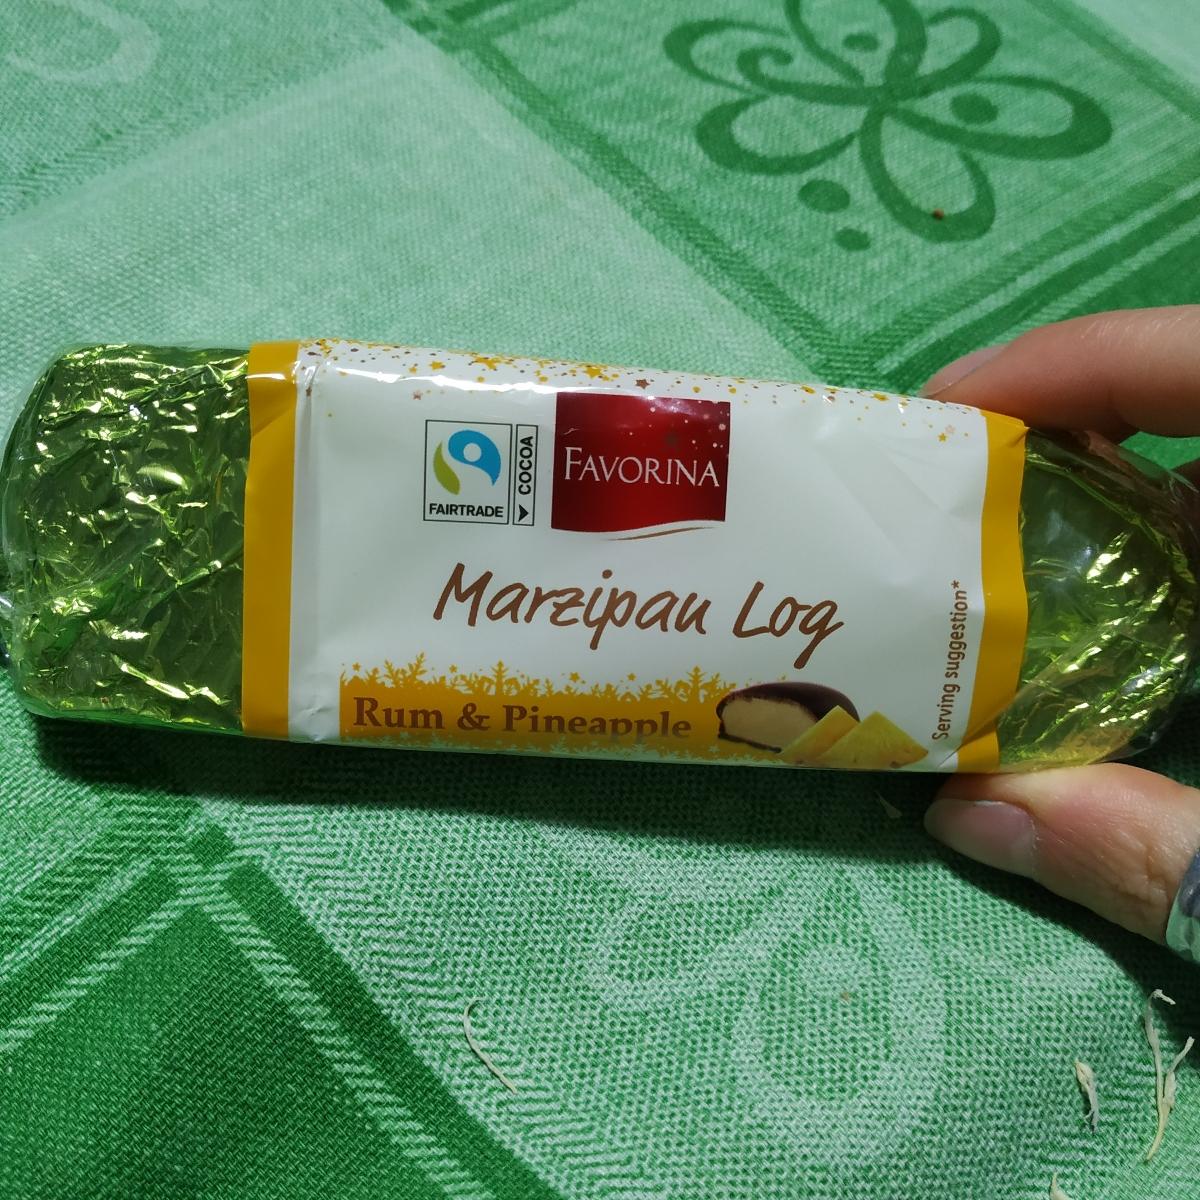 FAIRTRADE
COCOA
FAVORINA
Marzipan Log
Rum & Pineapple
Serving suggestion*